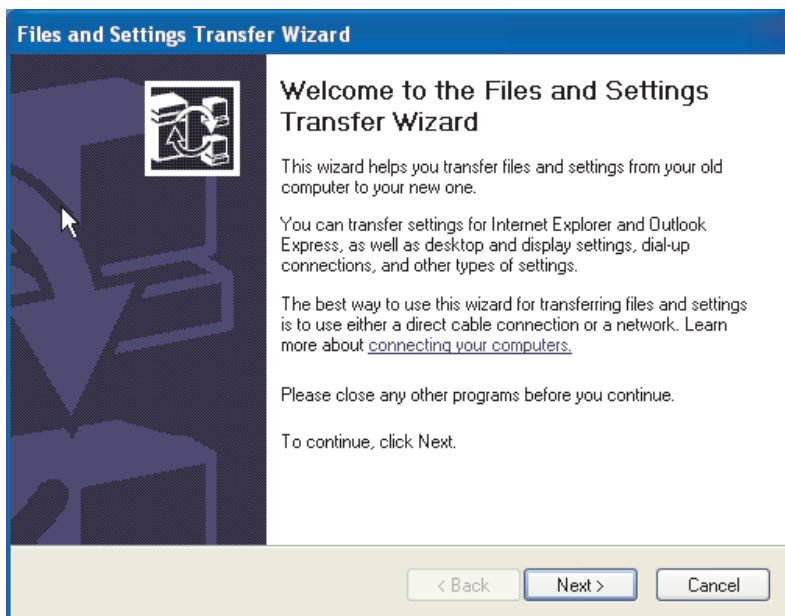 Files and Settings Transfer Wizard
Welcome to the Files and Settings
Transfer Wizard
This wizard helps you transfer files and settings from your old
computer to your new one.
You can transfer settings for Internet Explorer and Outlook
Express, as well as desktop and display settings, dial-up
connections, and other types of settings.
The best way to use this wizard for transferring files and settings
is to use either a direct cable connection or a network. Learn
more about connecting your computers.
Please close any other programs before you continue.
To continue, click Next.
< Back Next > Cancel